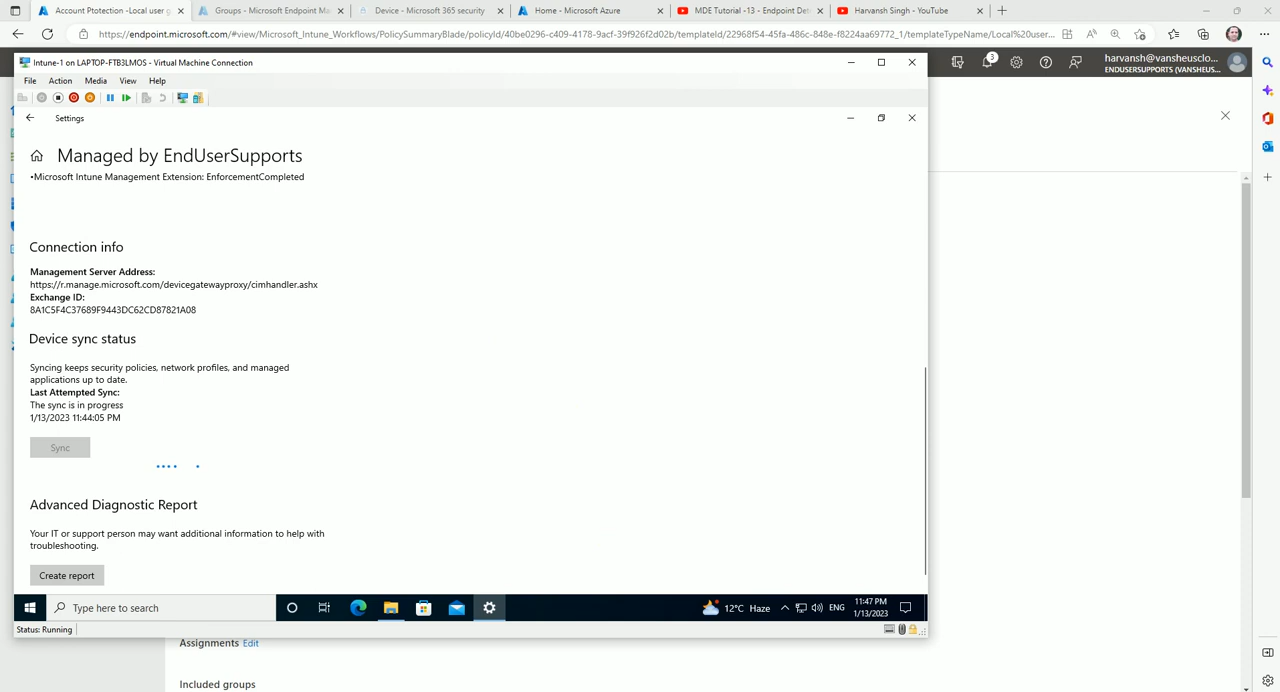 Account Ptotection -Local user g
Groups - Microsoft Endpoint Ma
Device - Microsoft 365 security
Home - Microsoft Azure
MDE Tutorial -13 - Endpoint Det
Harvansh Singh - YouTube
https://endpoint.microsoft.com/#view/Microsoft_Intune_Workflows/PolicySummaryBlade/policyId/40be0296-c409-4178-9acf-39f926f2d02b/templateId/22968f54-45fa-486c-848e-f8224aa69772_1/templateTypeName/Local%20user...
3
harvansh@vansheusclo...
ENDUSERSUPPORTS (VANSHEUS...
Intune-1 on LAPTOP-FTB3LMOS - Virtual Machine Connection
File Action Media View Help
Settings
Managed by EndUserSupports
•Microsoft Intune Management Extension: EnforcementCompleted
Connection info
Management Server Address:
https://r.manage.microsoft.com/devicegatewayproxy/cimhandler.ashx
Exchange ID:
8A1C5F4C37689F9443DC62CD87821A08
Device sync status
Syncing keeps security policies, network profiles, and managed
applications up to date.
Last Attempted Sync:
The sync is in progress
1/13/2023 11:44:05 PM
Sync
Advanced Diagnostic Report
Your IT or support person may want additional information to help with
troubleshooting.
Create report
Type here to search
12°C Haze
ENG
11:47 PM
1/13/2023
Status: Running
Assignments Edit
Included groups